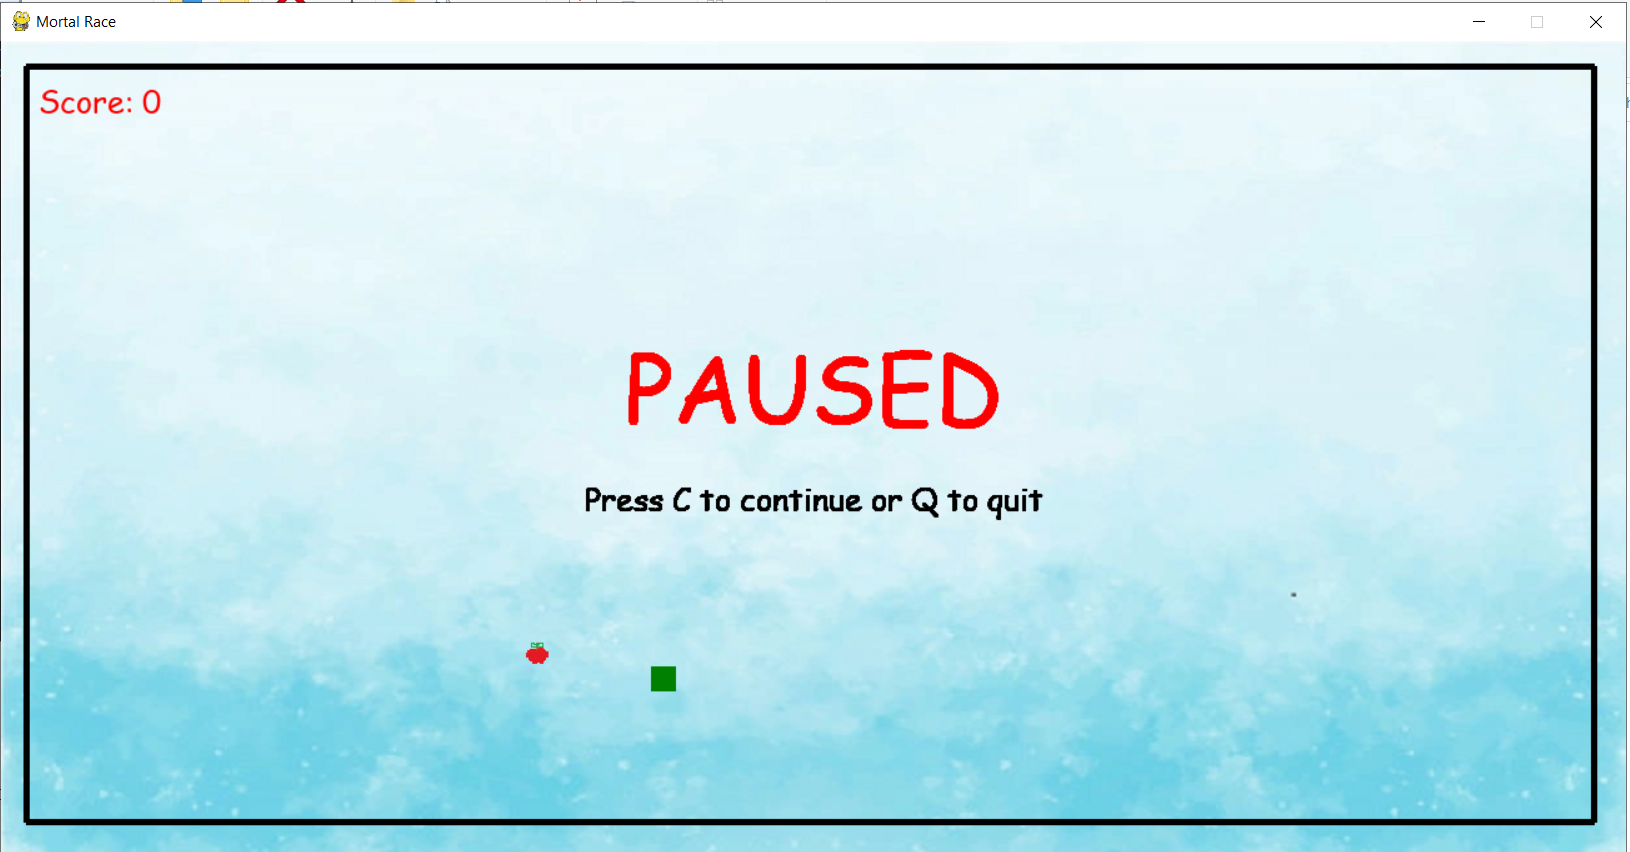 Mortal Race
Score: 0
PAUSED
Press C to continue or Q to quit